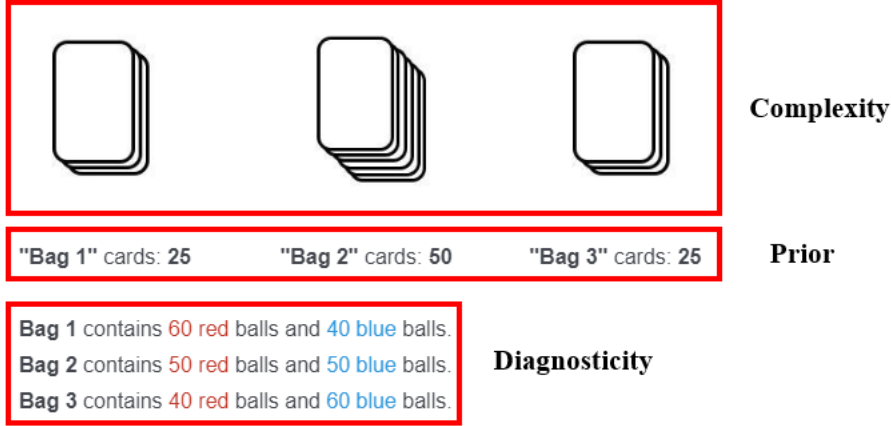 Complexity
"Bag 1" cards: 25 "Bag 2" cards: 50 "Bag 3" cards: 25 Prior
Bag 1 contains 60 red balls and 40 blue balls.
Bag 2 contains 50 red balls and 50 blue balls. Diagnosticity
Bag 3 contains 40 red balls and 60 blue balls.